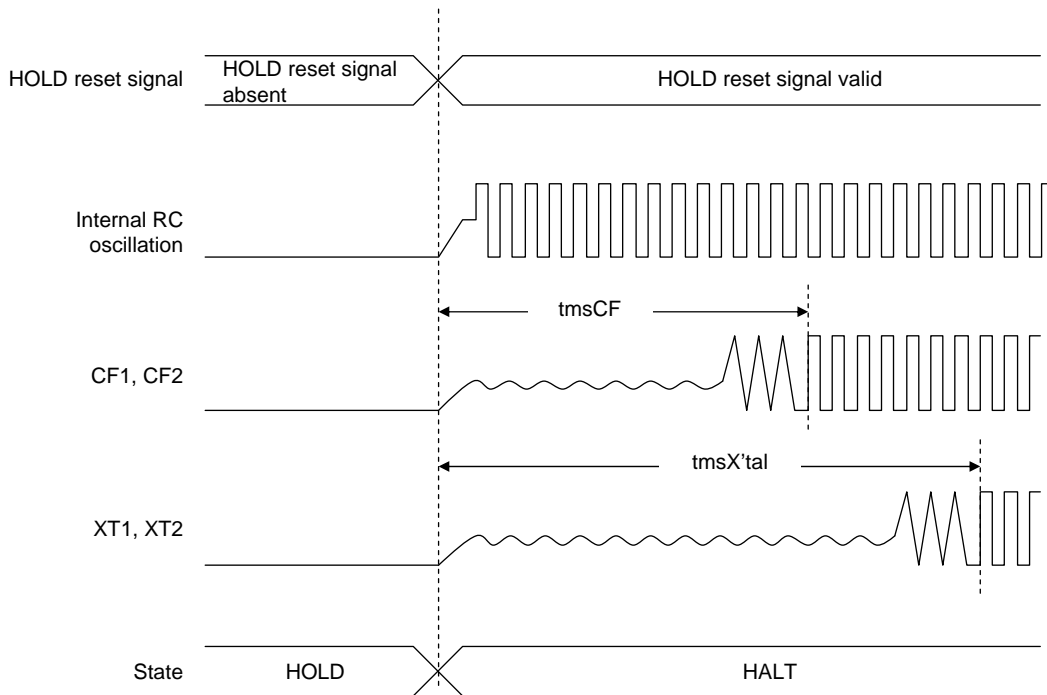 HOLD reset signal
HOLD reset signal
absent
HOLD reset signal valid
Internal RC
oscillation
tmsCF
CF1, CF2
tmsX’tal
XT1, XT2
State
HOLD
HALT